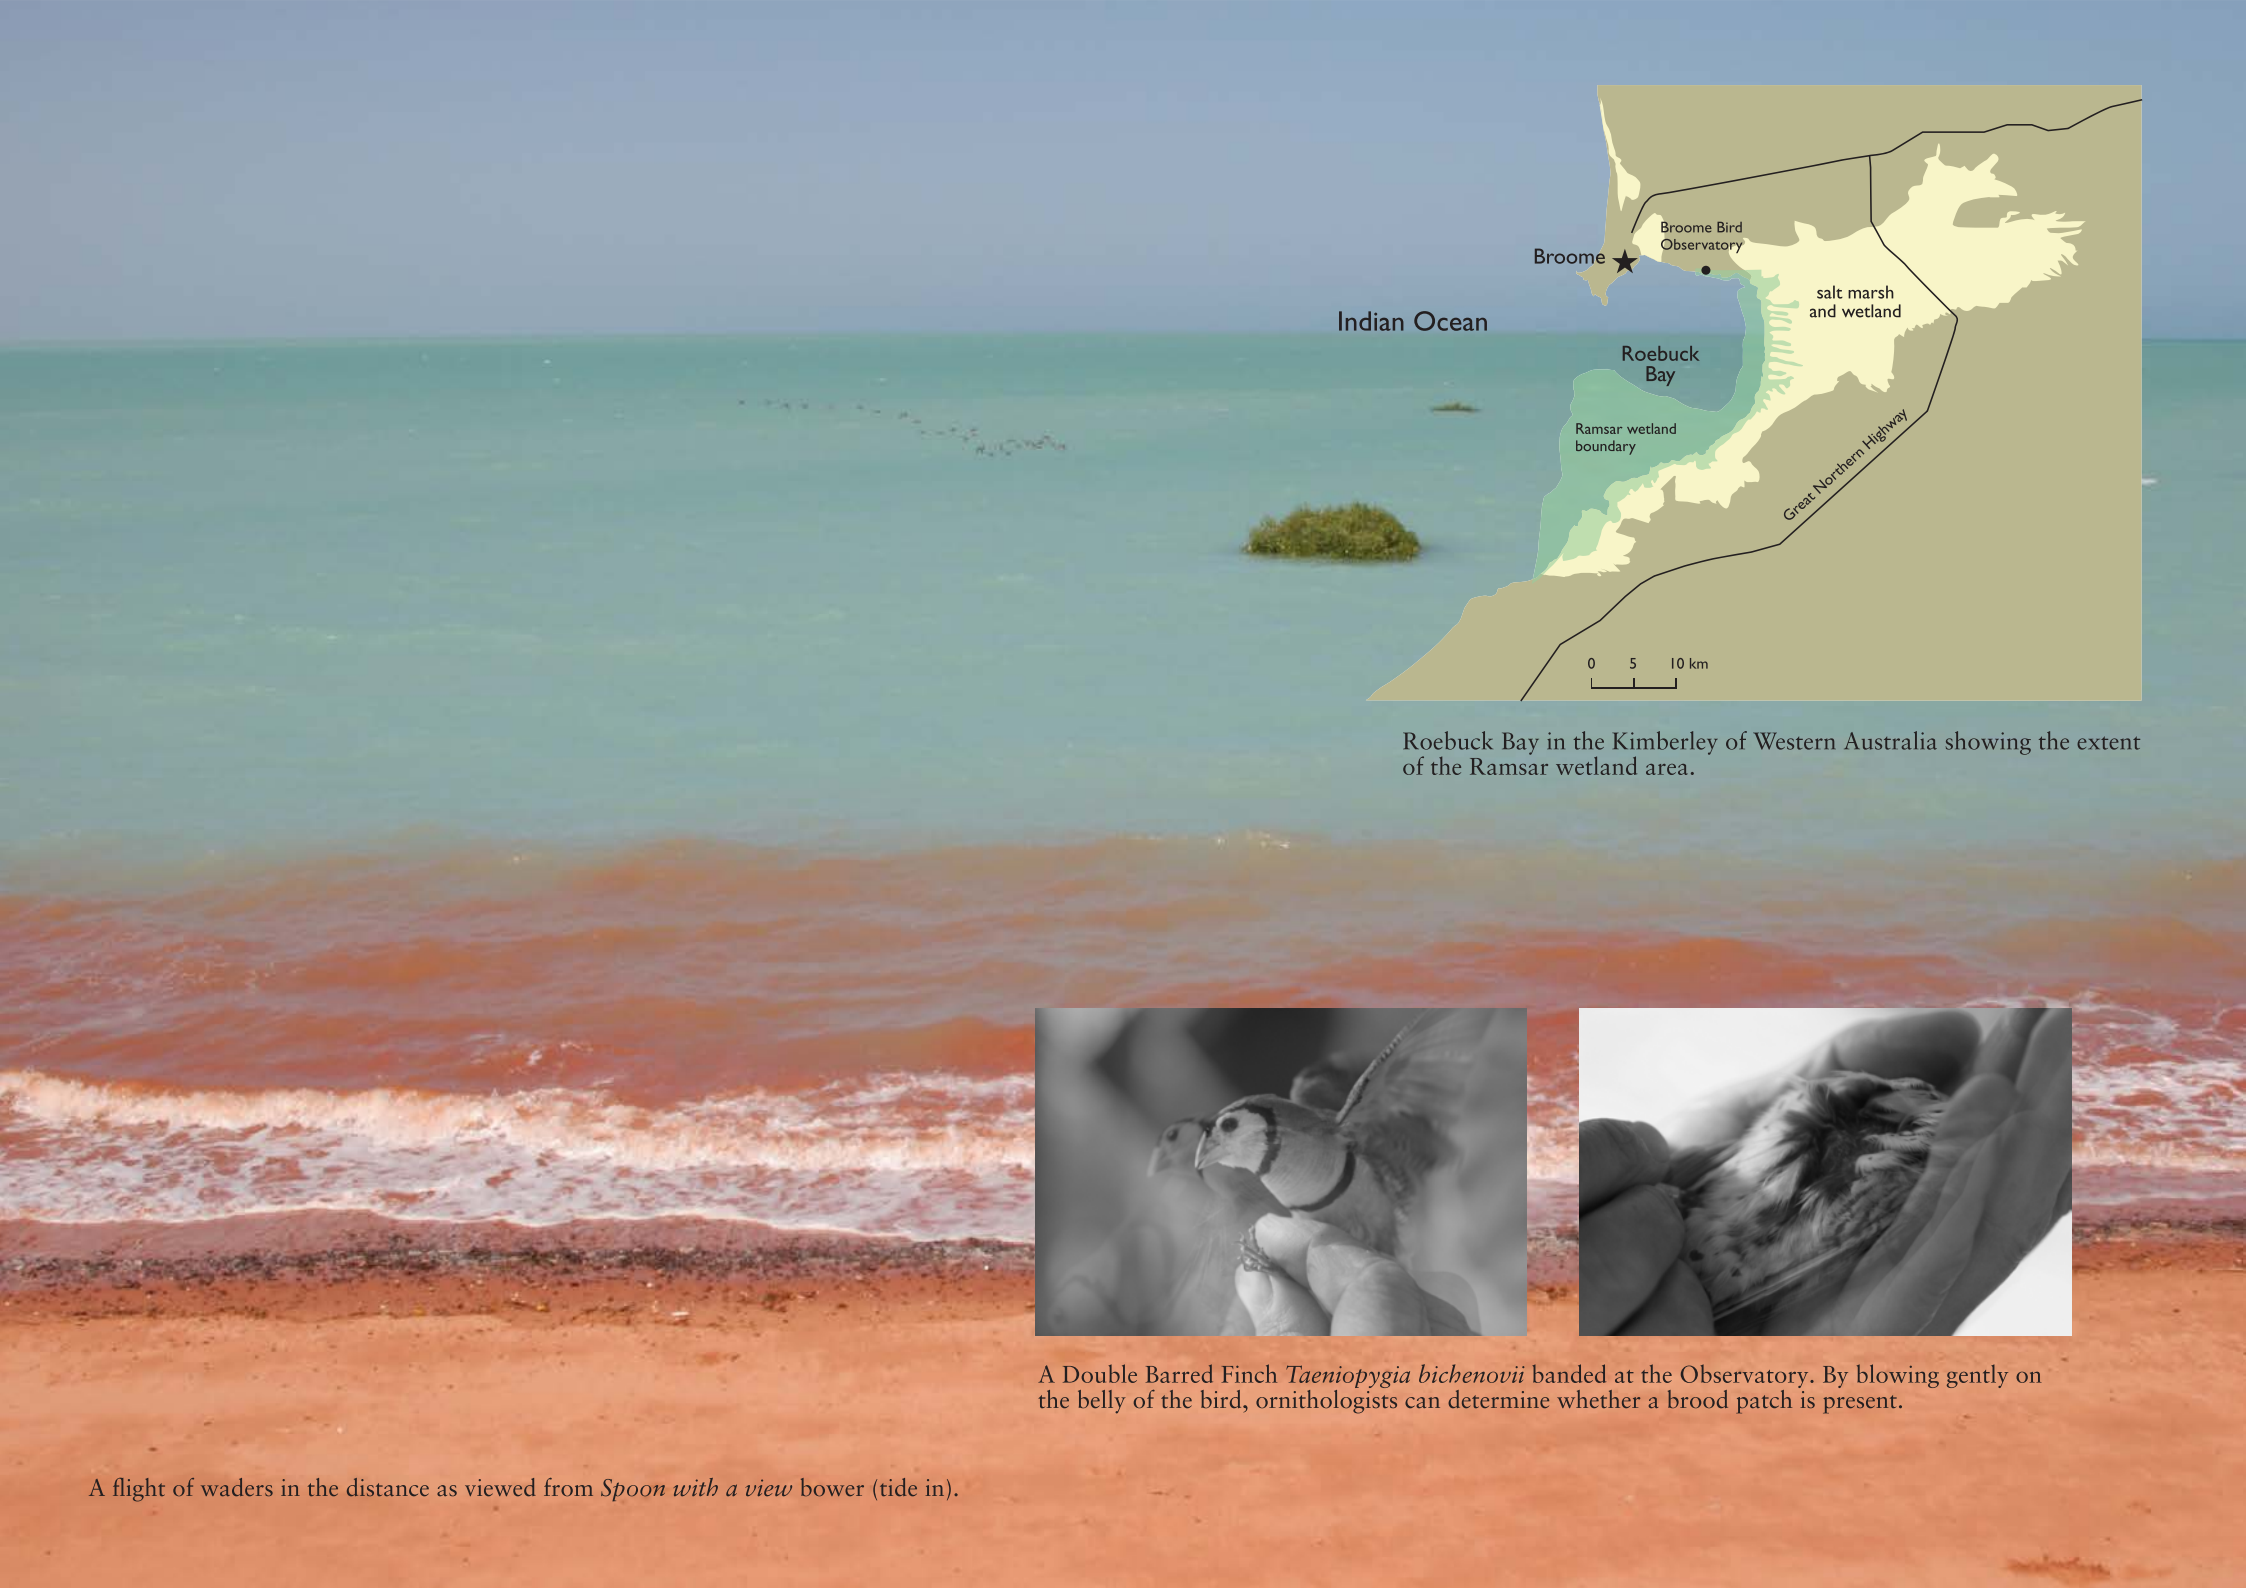 Broome Bird
Observatory
Broome
salt marsh
and wetland
Indian Ocean
Roebuck
Bay
Ramsar wetland
boundary
Great Northern Highway
0 5 10 km
Roebuck Bay in the Kimberley of Western Australia showing the extent
of the Ramsar wetland area.
A Double Barred Finch Taeniopygia bichenovii banded at the Observatory. By blowing gently on
the belly of the bird, ornithologists can determine whether a brood patch is present.
A flight of waders in the distance as viewed from Spoon with a view bower (tide in).